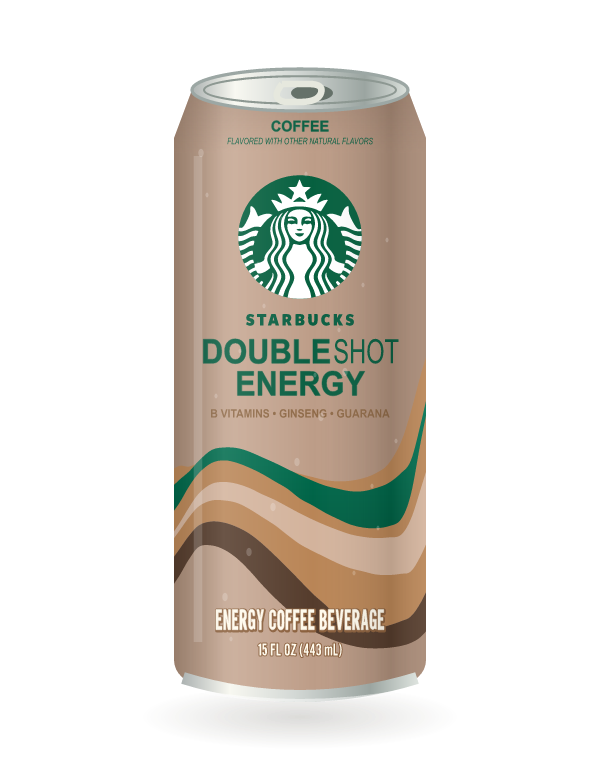 COFFEE
FLAVORED WITH OTHER NATURAL FLAVORS
STARBUCKS
DOUBLESHOT
ENERGY
B VITAMINS • GINSENG • GUARANA
ENERGY COFFEE BEVERAGE
15 FL OZ (443 mL)